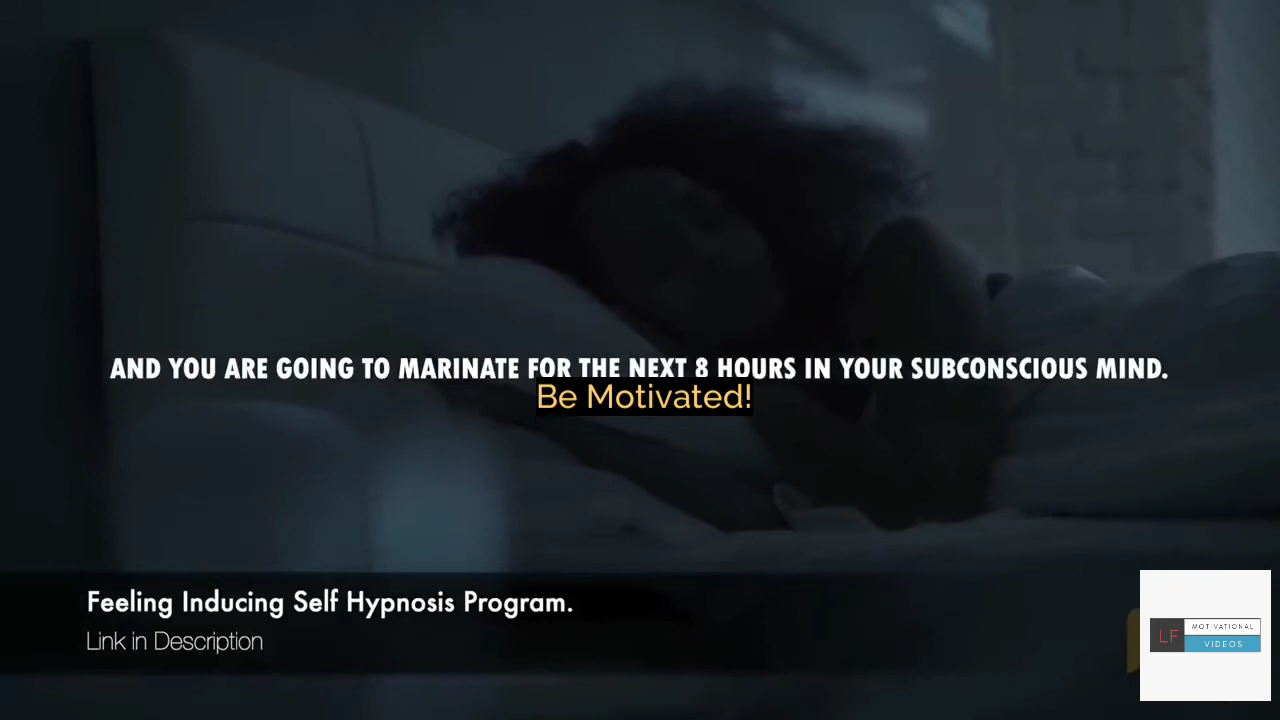 AND YOU ARE GOING TO MARINATE FOR THE NEXT 8 HOURS IN YOUR SUBCONSCIOUS MIND.
Be Motivated!
Feeling Inducing Self Hypnosis Program.
Link in Description
LF
MOTIVATIONAL
VIDEOS